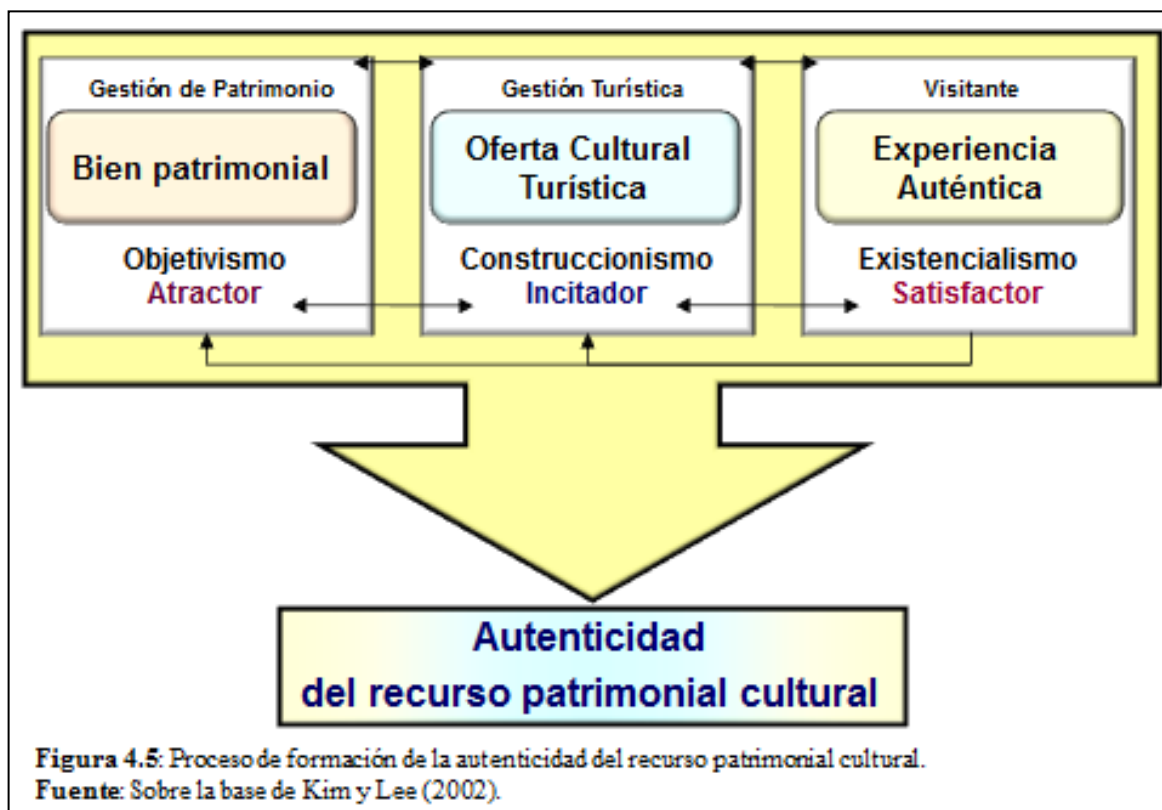 Gestión de Patrimonio
Bien patrimonial
Objetivismo
Atractor
Gestión Turística
Oferta Cultural
Turística
Construccionismo
Incitador
Visitante
Experiencia
Auténtica
Existencialismo
Satisfactor
Autenticidad
del recurso patrimonial cultural
Figura 4.5: Proceso de formación de la autenticidad del recurso patrimonial cultural.
Fuente: Sobre la base de Kim y Lee (2002).